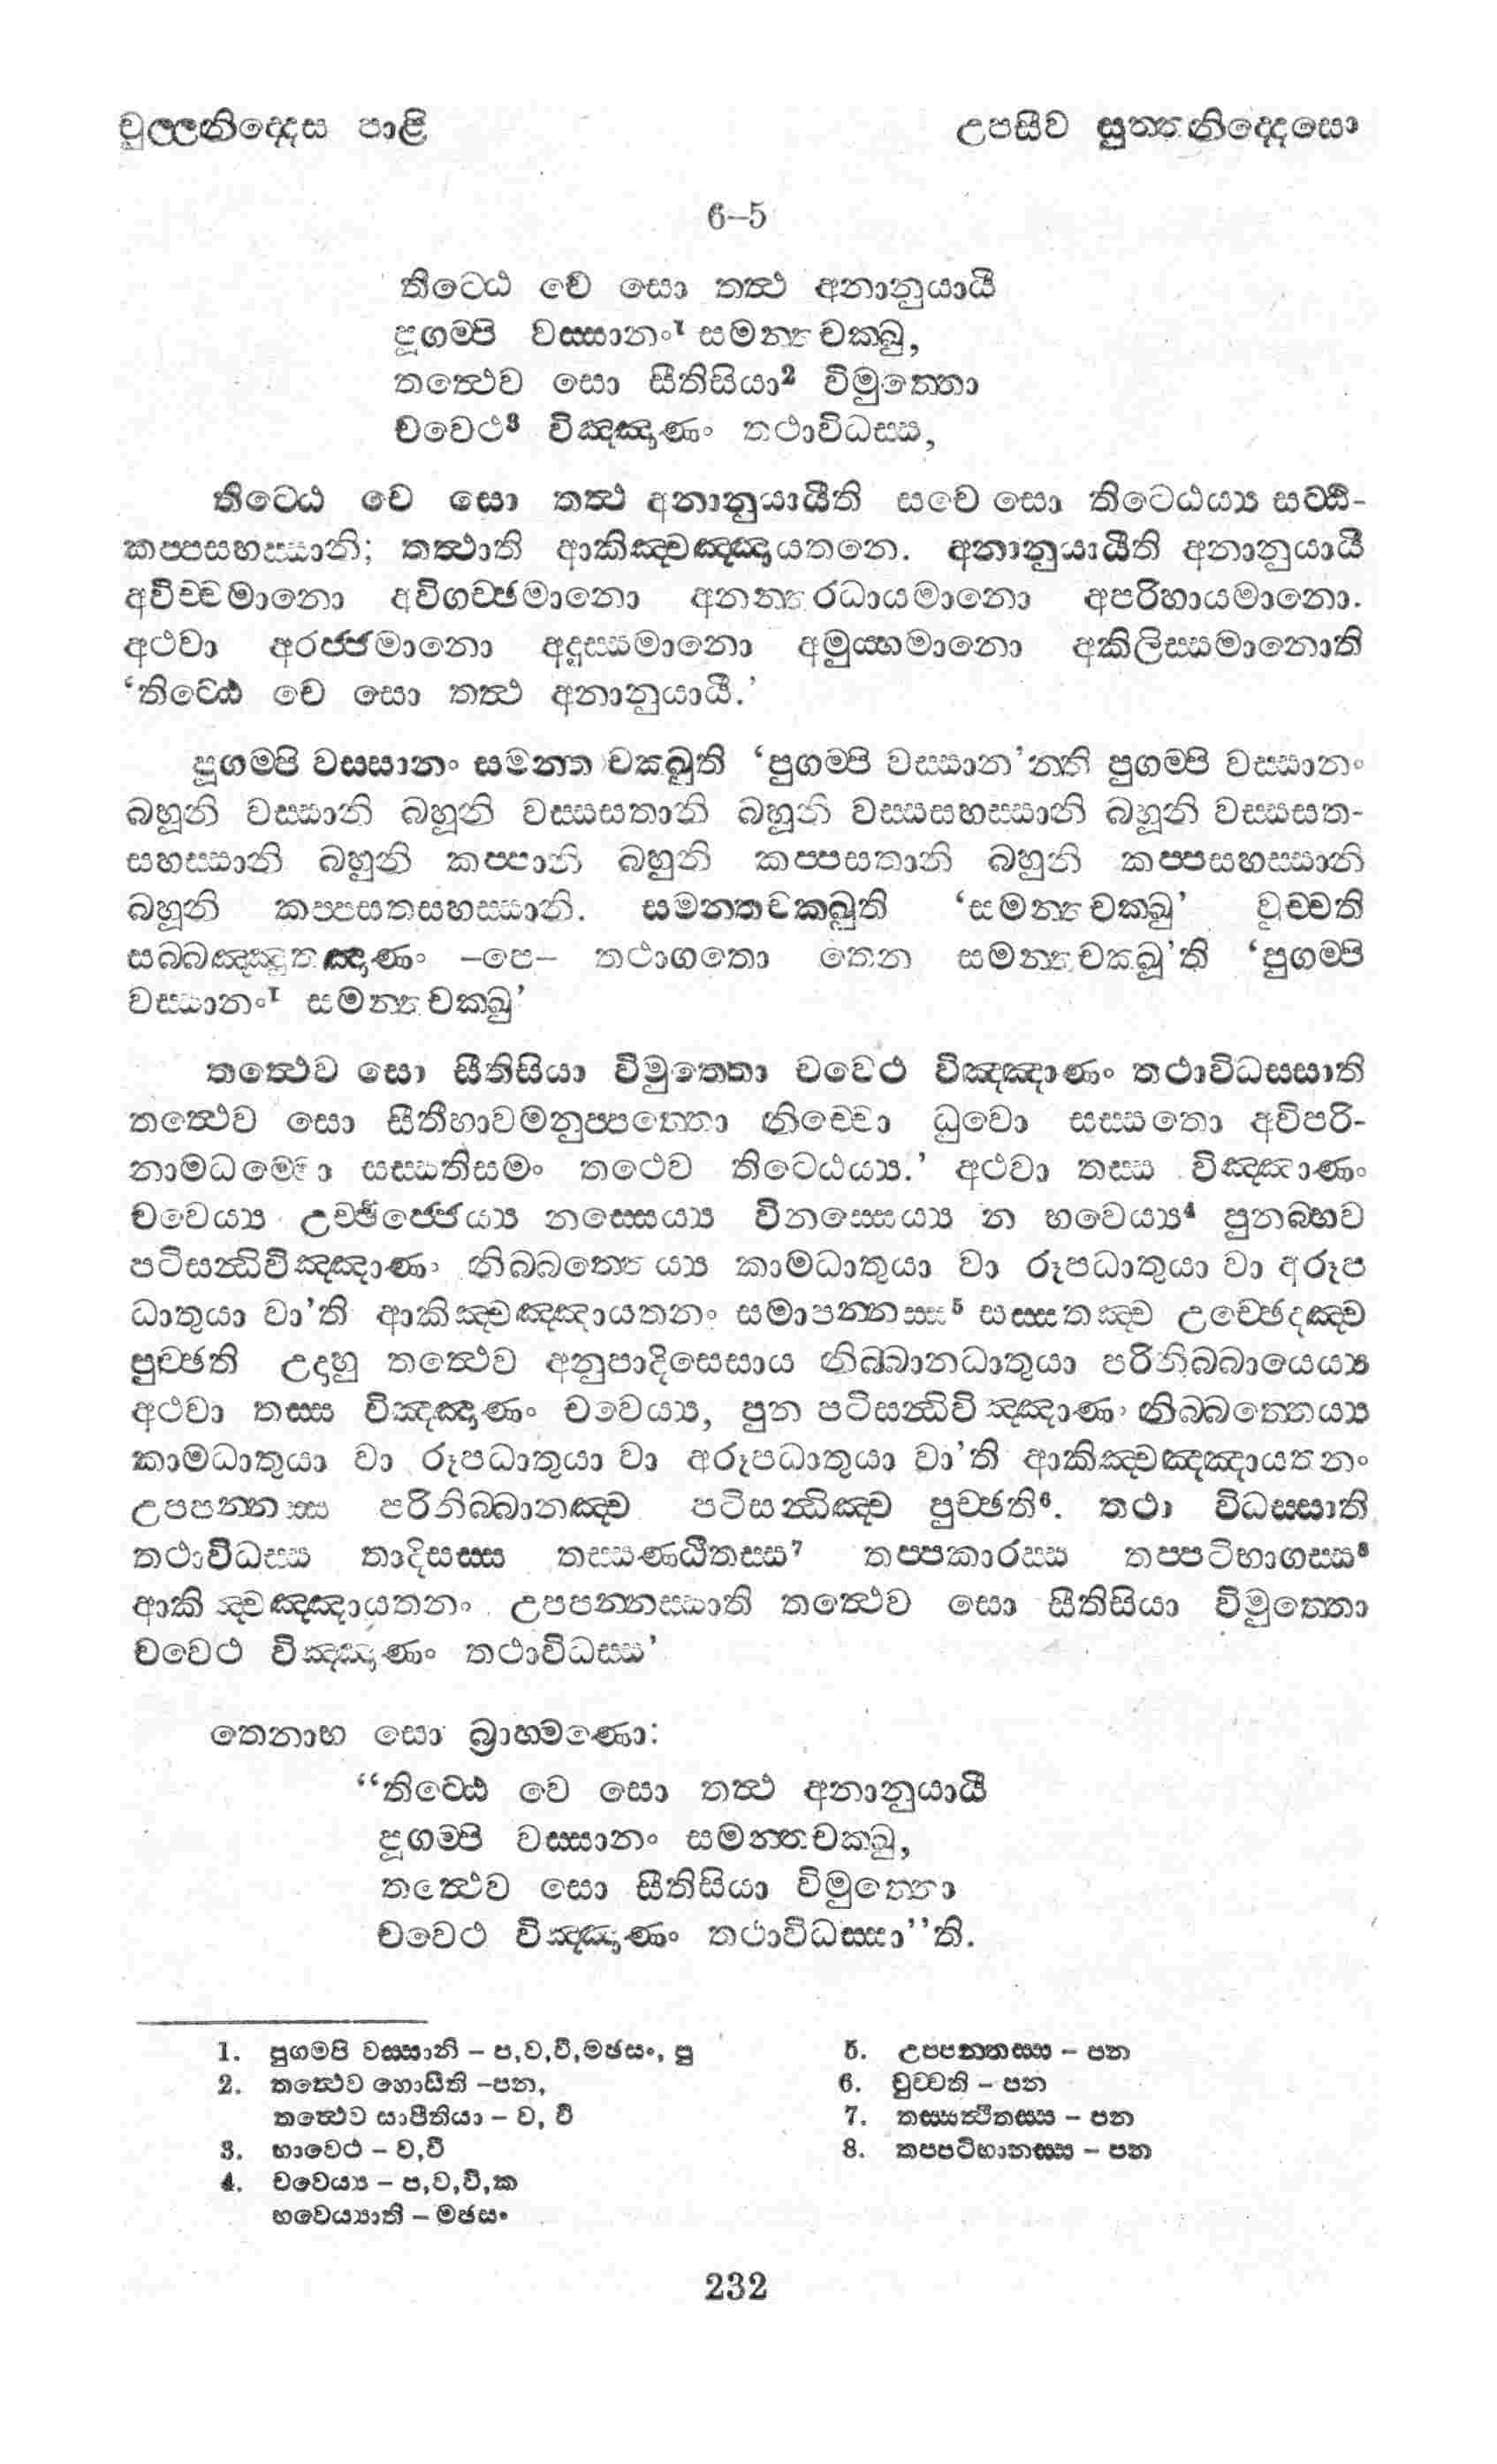 චුල්ලනිද්දෙස පාළි
උපසීව සුත්තනිද්දෙසො
6–5
තිට්ඨෙ චේ සො තත්‍ථ අනානුයායී
පූගම්පි වස්සානං1 සමන්තචක්ඛු,
තත්‍ථෙව සො සීතිසියා2 විමුත්තො
චවෙථ3 විඤ්ඤාණං තථාවිධස්ස,
තිට්ඨෙ චෙ සො තත්‍ථ අනානුයායීති සචෙ සො තිට්ඨෙය්‍ය සට්ඨි-
කප්පසහස්සානි; තත්‍ථාති ආකිඤ්චඤ්ඤායතනෙ. අනානුයායීති අනානුයායී
අවිච්චමානො අවිගච්ඡමානො අනන්තරධායමානො අපරිහායමානො.
අථවා අරජ්ජමානො අදුස්සමානො අමුය්හමානො අකිලිස්සමානොති
‘තිට්ඨෙ චෙ සො තත්‍ථ අනානුයායී.’
පූගම්පි වස්සානං සමන්තචක්ඛුති ‘පුගම්පි වස්සාන’න්ති පුගම්පි වස්සානං
බහූනි වස්සානි බහූනි වස්සසතානි බහූනි වස්සසහස්සානි බහූනි වස්සසත-
සහස්සානි බහුනි කප්පානි බහුනි කප්පසතානි බහුනි කප්පසහස්සානි
බහූනි කප්පසතසහස්සානි. සමන්තචක්ඛුති ‘සමන්තචක්ඛු’ වුච්චති
සබ්බඤ්ඤුතඤාණං –පෙ– තථාගතො තෙන සමන්තචක්ඛූ’ති ‘පුගම්පි
වස්සානං1 සමන්තචක්ඛු’
තත්‍ථෙව සො සීතිසියා විමුත්තො චවෙථ විඤ්ඤාණං තථාවිධස්සාති
තත්‍ථෙව සො සීතිභාවමනුප්පත්තො නිච්චො ධුවො සස්සතො අවිපරි-
නාමධම්මො සස්සතිසමං තථෙව තිට්ඨෙය්‍ය.’ අථවා තස්ස විඤ්ඤාණං
චවෙය්‍ය උච්ඡිජ්ජෙය්‍ය නස්සෙය්‍ය විනස්සෙය්‍ය න භවෙය්‍ය4 පුනබ්භව
පටිසන්ධිවිඤ්ඤාණං නිබ්බත්තෙය්‍ය කාමධාතුයා වා රූපධාතුයා වා අරූප
ධාතුයා වා’ති ආකිඤ්චඤ්ඤායතනං සමාපන්නස්ස5 සස්සතඤ්ච උච්ඡෙදඤ්ච
පුච්ඡති උදාහු තත්‍ථෙව අනුපාදිසෙසාය නිබ්බානධාතුයා පරිනිබ්බායෙය්‍ය
අථවා තස්ස විඤ්ඤාණං චවෙය්‍ය, පුන පටිසන්ධිවිඤ්ඤාණං නිබ්බත්තෙය්‍ය
කාමධාතුයා වා රූපධාතුයා වා අරූපධාතුයා වා’ති ආකිඤ්චඤ්ඤායතනං
උපපන්නස්ස පරිනිබ්බානඤ්ච පටිසන්ධිඤ්ච පුච්ඡති6. තථා විධස්සාති
තථාවිධස්ස තාදිසස්ස තස්සණ්ඨිතස්ස7 තප්පකාරස්ස තප්පටිභාගස්ස8
ආකිඤ්චඤ්ඤායතනං උපපන්නස්සාති තත්‍ථෙව සො සීතිසියා විමුත්තො
චවෙථ විඤ්ඤාණං තථාවිධස්ස’
තෙනාහ සො බ්‍රාහ්මණො:
“තිට්ඨෙ වෙ සො තත්‍ථ අනානුයායී
පූගම්පි වස්සානං සමන්තචක්ඛු,
තත්‍ථෙව සො සීතිසියා විමුත්තො
චවෙථ විඤ්ඤාණං තථාවිධස්සා”ති.
1. පුගමපි වස්සානි – ප,ව,වි,මඡසං, පු
2. තත්‍ථෙව හොසීති –පන,
තත්‍ථෙව සාපීතියා – ව, වි
3. භාවෙථ – ව,වි
4. චවෙය්‍ය – ප,ව,වි,ක
භවෙය්‍යාති – මඡසං
5. උපපන්නස්ස – පන
6. වුච්චති – පන
7. තස්සත්‍ථිතස්ස – පන
8. කප්පටිභානස්ස – පන
232